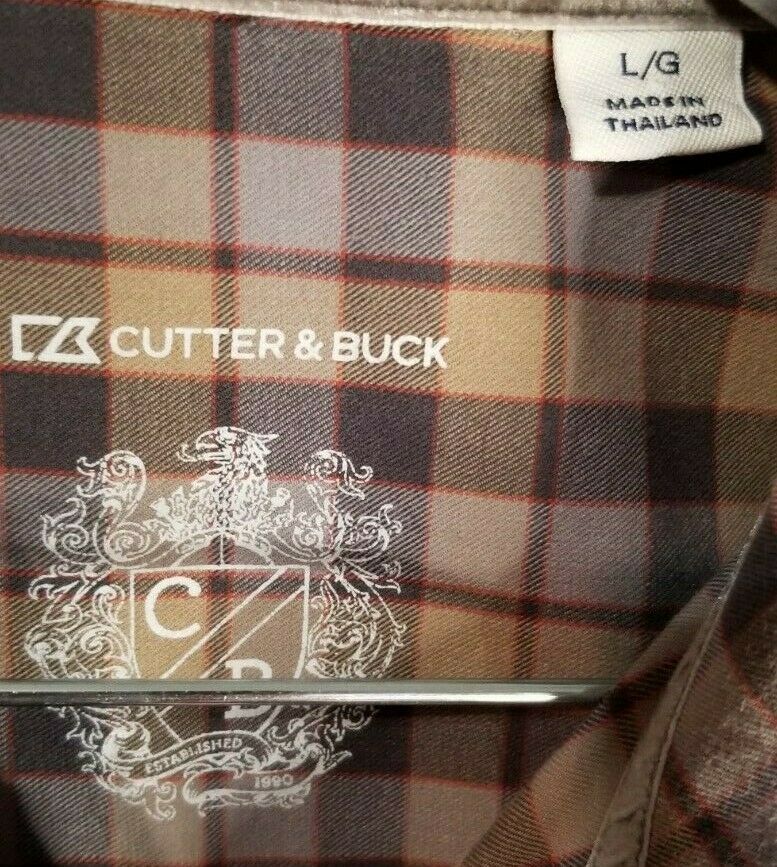 L/G
MADE IN
THAILAND
CUTTER & BUCK
C
B
ESTABLISHED
1990